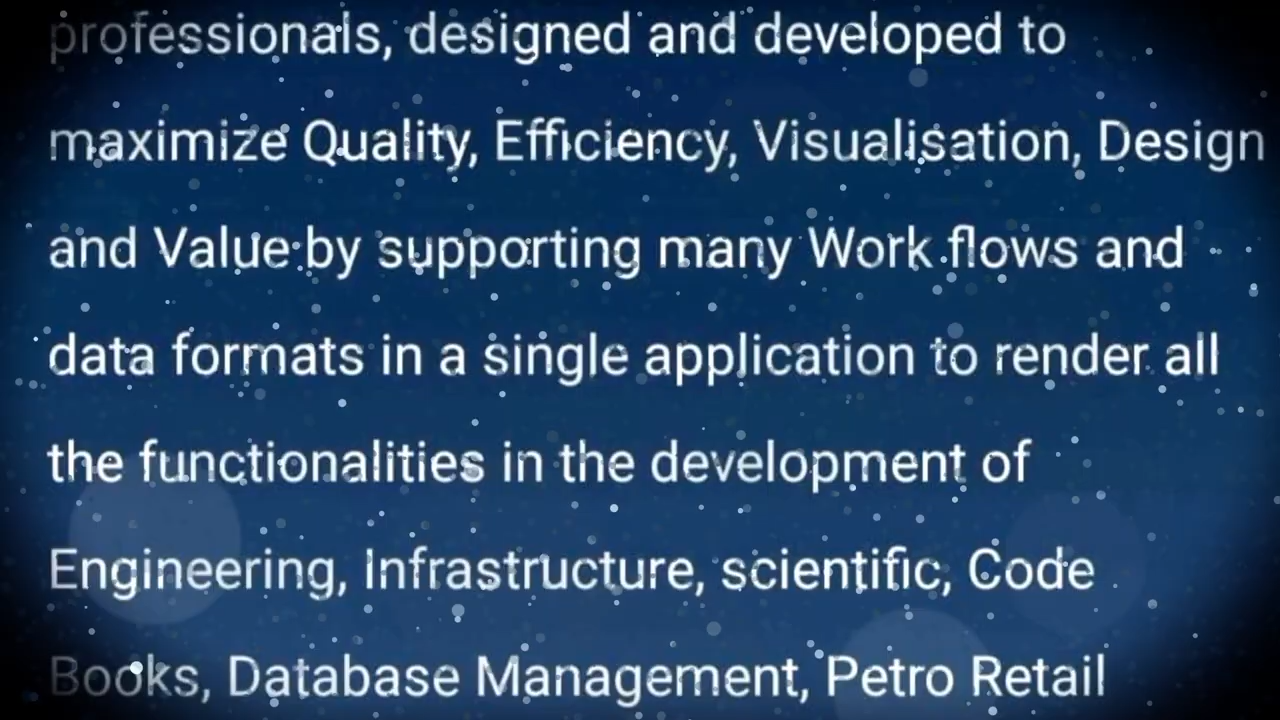 professionals, designed and developed to
maximize Quality, Efficiency, Visualisation, Design
and Value by supporting many Work flows and
data formats in a single application to render all
the functionalities in the development of
Engineering, Infrastructure, scientific, Code
Books, Database Management, Petro Retail